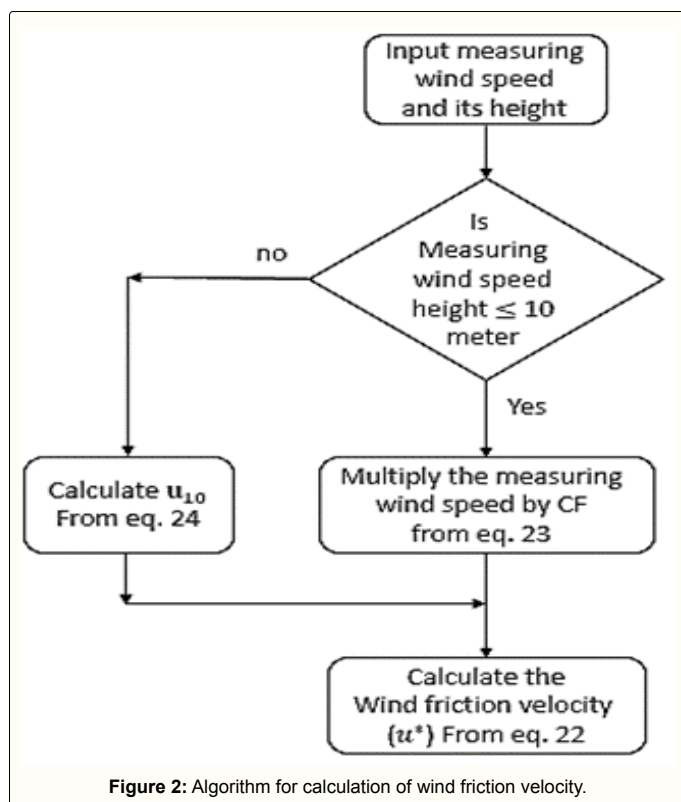 Input measuring
wind speed
and its height
Is
Measuring
wind speed
height ≤ 10
meter
no
Yes
Calculate u₁₀
From eq. 24
Multiply the measuring
wind speed by CF
from eq. 23
Calculate the
Wind friction velocity
(u*) From eq. 22
Figure 2: Algorithm for calculation of wind friction velocity.